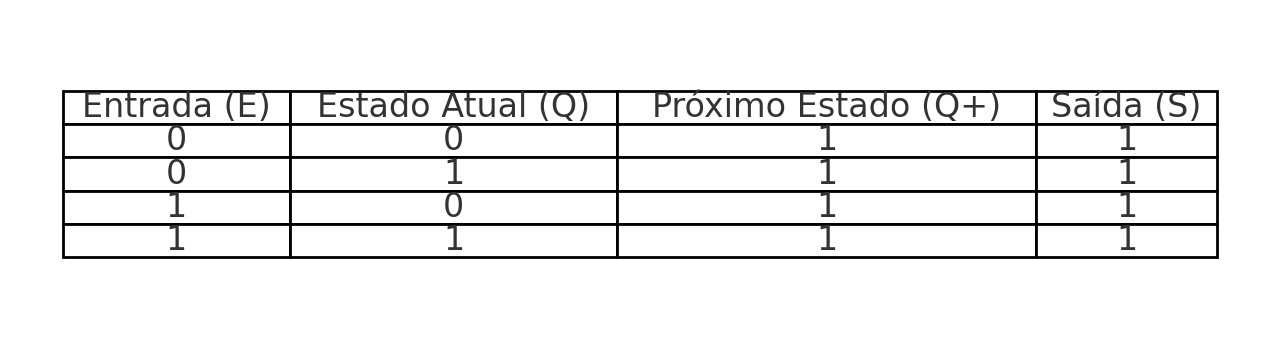 Entrada (E) Estado Atual (Q) Próximo Estado (Q+) Saída (S)
0 0 1 1
0 1 1 1
1 0 1 1
1 1 1 1